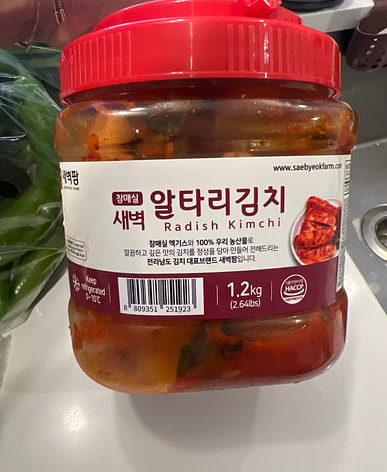 www.saebyeokfarm.com
새벽팜
참매실
새벽 알타리김치
Radish Kimchi
참매실 엑기스와 100% 우리 농산물로
깔끔하고 깊은 맛의 김치를 정성을 담아 만들어 전해드리는
전라남도 김치 대표브랜드 새벽팜입니다.
Keep
refrigerated
0~10℃
8 809351 251923
1.2kg
(2.64lbs)
HACCP